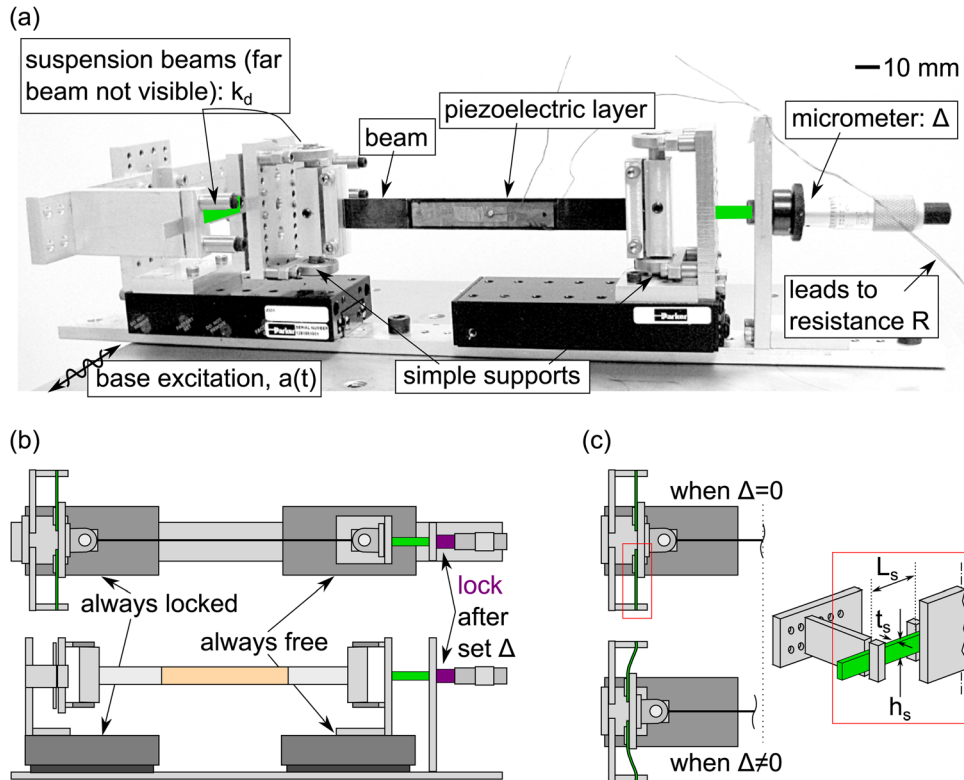 (a)
suspension beams (far
beam not visible): k_d
beam
piezoelectric layer
10 mm
micrometer: Δ
leads to
resistance R
Parker
Parker
base excitation, a(t)
simple supports
(b)
always locked
always free
lock
after
set Δ
(c)
when Δ=0
when Δ≠0
L_s
t_s
h_s